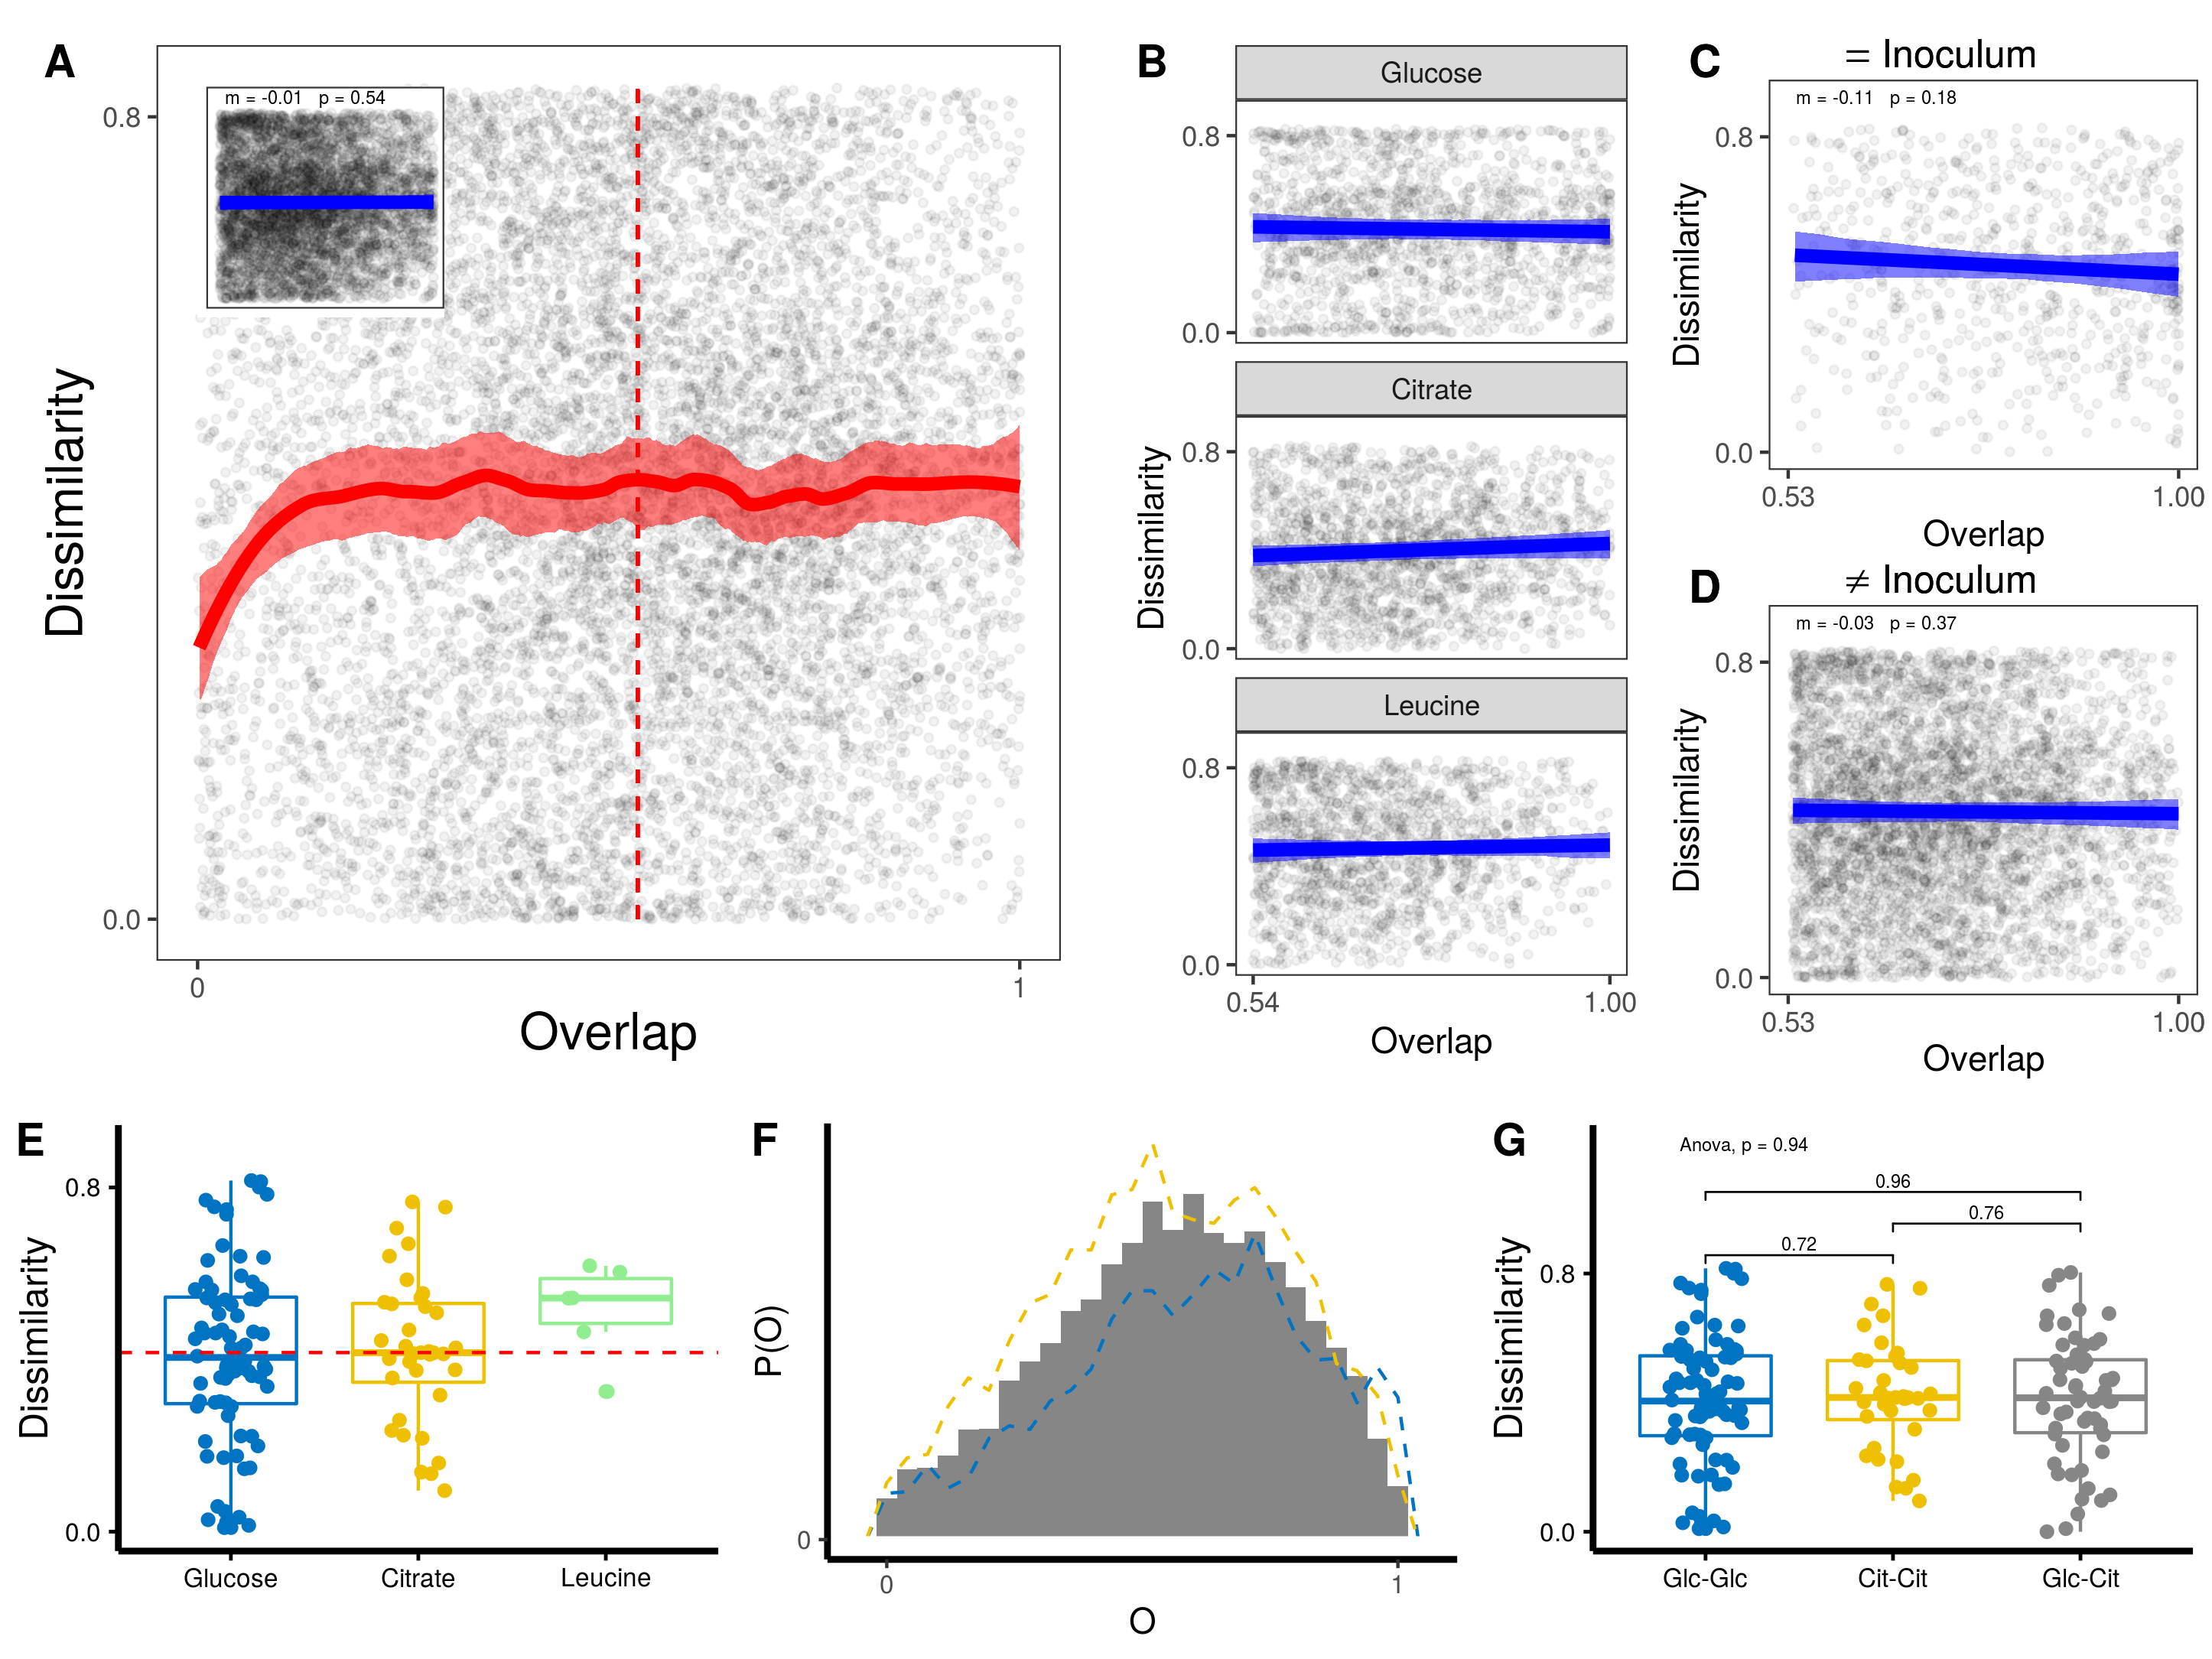 A
m = -0.01 p = 0.54
0.8
0.0
Dissimilarity
0
1
Overlap
B
Glucose
0.8
0.0
Citrate
0.8
0.0
Dissimilarity
Leucine
0.8
0.0
0.54
1.00
Overlap
C
= Inoculum
m = -0.11 p = 0.18
0.8
0.0
Dissimilarity
0.53
1.00
Overlap
D
≠ Inoculum
m = -0.03 p = 0.37
0.8
0.0
Dissimilarity
0.53
1.00
Overlap
E
0.8
0.0
Dissimilarity
Glucose
Citrate
Leucine
F
P(O)
0
0
1
O
G
Anova, p = 0.94
0.96
0.76
0.72
0.8
0.0
Dissimilarity
Glc-Glc
Cit-Cit
Glc-Cit